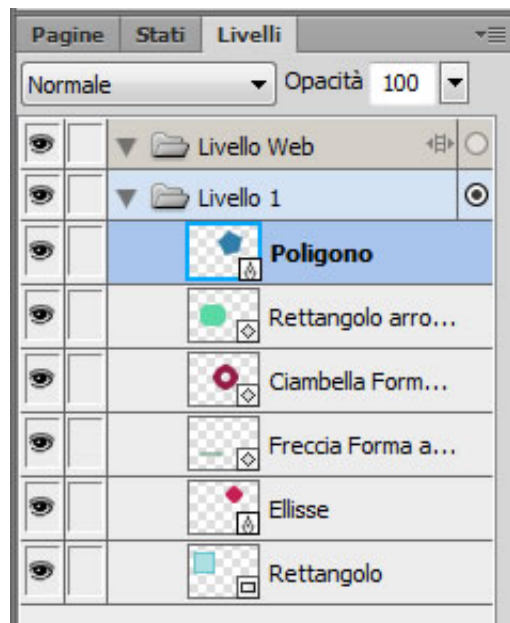 Pagine Stati Livelli
Normale Opacità 100
Livello Web
Livello 1
Poligono
Rettangolo arro...
Ciambella Form...
Freccia Forma a...
Ellisse
Rettangolo